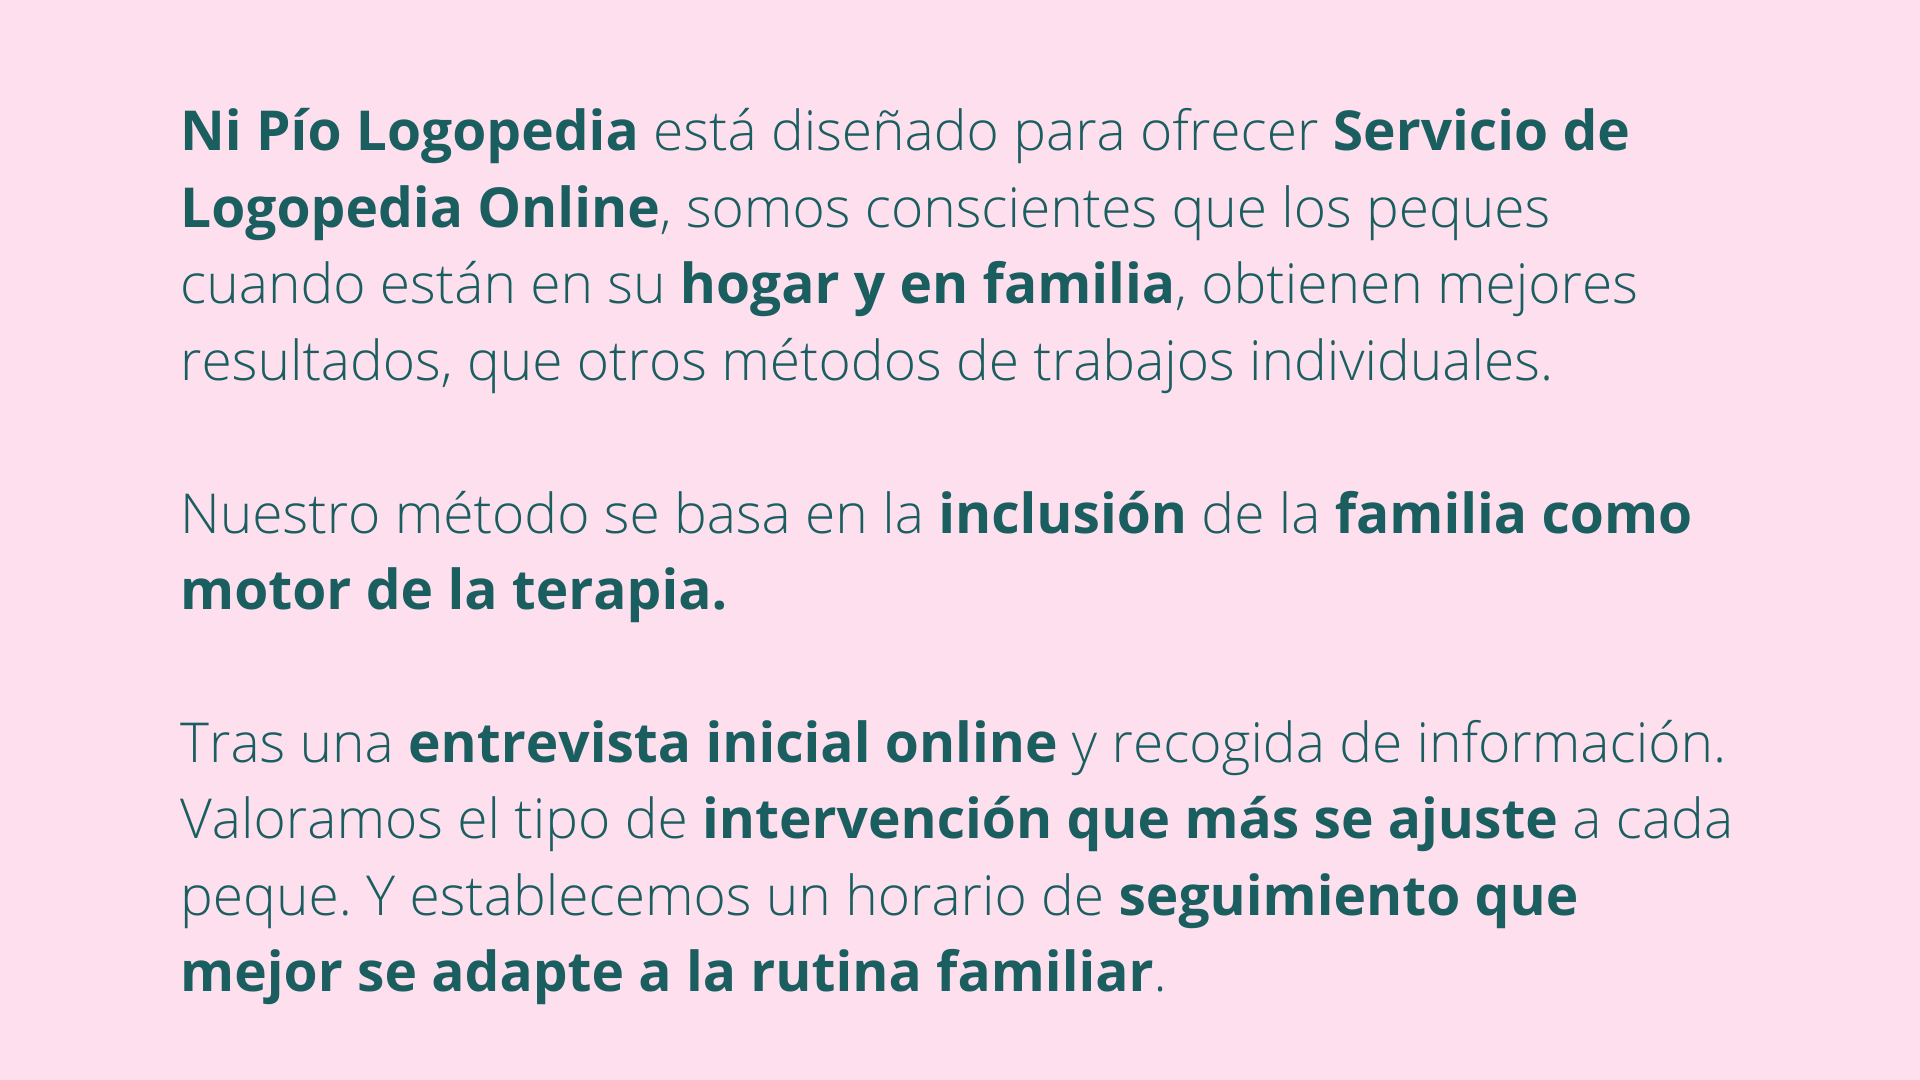 Ni Pío Logopedia está diseñado para ofrecer Servicio de
Logopedia Online, somos conscientes que los peques
cuando están en su hogar y en familia, obtienen mejores
resultados, que otros métodos de trabajos individuales.
Nuestro método se basa en la inclusión de la familia como
motor de la terapia.
Tras una entrevista inicial online y recogida de información.
Valoramos el tipo de intervención que más se ajuste a cada
peque. Y establecemos un horario de seguimiento que
mejor se adapte a la rutina familiar.